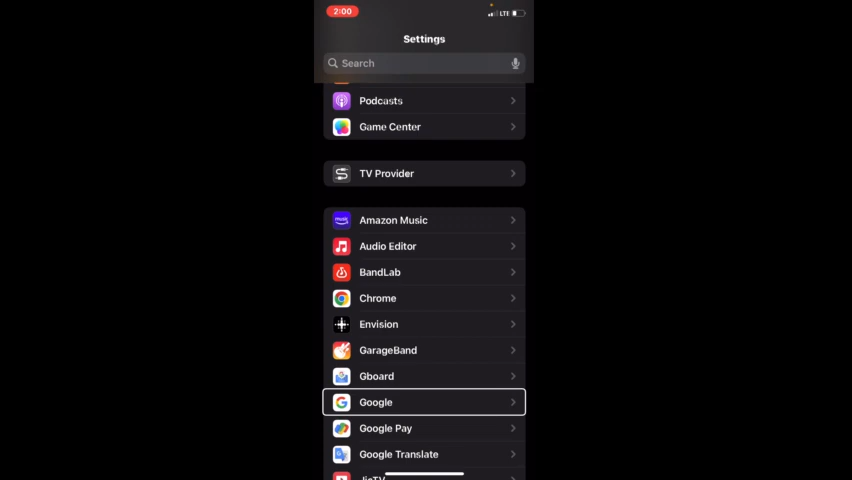 2:00
LTE
Settings
Search
Podcasts
Game Center
TV Provider
music
Amazon Music
Audio Editor
BandLab
Chrome
Envision
GarageBand
Gboard
Google
Google Pay
Google Translate
JioTV